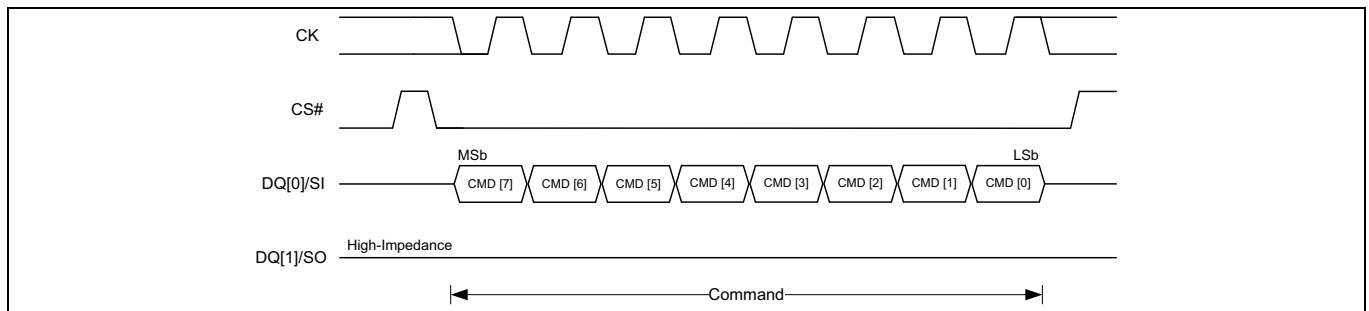 CK
CS#
MSb LSb
DQ[0]/SI CMD [7] CMD [6] CMD [5] CMD [4] CMD [3] CMD [2] CMD [1] CMD [0]
High-Impedance
DQ[1]/SO
Command